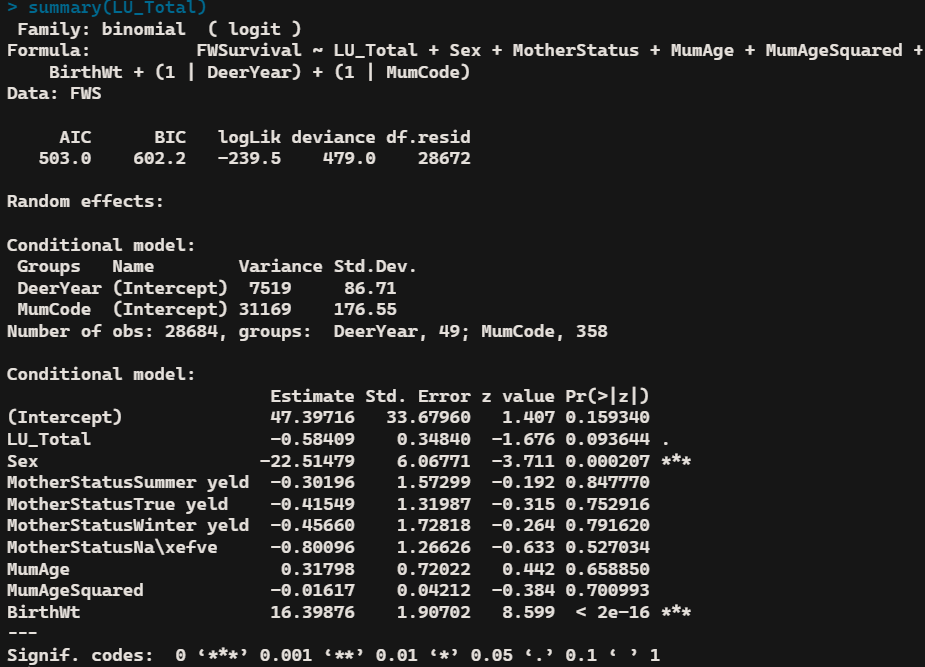 > summary(LU_Total)
 Family: binomial  ( logit )
Formula:          FWSurvival ~ LU_Total + Sex + MotherStatus + MumAge + MumAgeSquared +
    BirthWt + (1 | DeerYear) + (1 | MumCode)
Data: FWS

     AIC      BIC   logLik deviance df.resid
   503.0    602.2   -239.5    479.0    28672

Random effects:

Conditional model:
 Groups   Name        Variance Std.Dev.
 DeerYear (Intercept)  7519     86.71
 MumCode  (Intercept) 31169    176.55
Number of obs: 28684, groups:  DeerYear, 49; MumCode, 358

Conditional model:
                         Estimate Std. Error z value Pr(>|z|)
(Intercept)              47.39716   33.67960   1.407 0.159340
LU_Total                 -0.58409    0.34840  -1.676 0.093644 .
Sex                     -22.51479    6.06771  -3.711 0.000207 ***
MotherStatusSummer yeld  -0.30196    1.57299  -0.192 0.847770
MotherStatusTrue yeld    -0.41549    1.31987  -0.315 0.752916
MotherStatusWinter yeld  -0.45660    1.72818  -0.264 0.791620
MotherStatusNa\xefve     -0.80096    1.26626  -0.633 0.527034
MumAge                    0.31798    0.72022   0.442 0.658850
MumAgeSquared            -0.01617    0.04212  -0.384 0.700993
BirthWt                  16.39876    1.90702   8.599  < 2e-16 ***
---
Signif. codes:  0 ‘***’ 0.001 ‘**’ 0.01 ‘*’ 0.05 ‘.’ 0.1 ‘ ’ 1